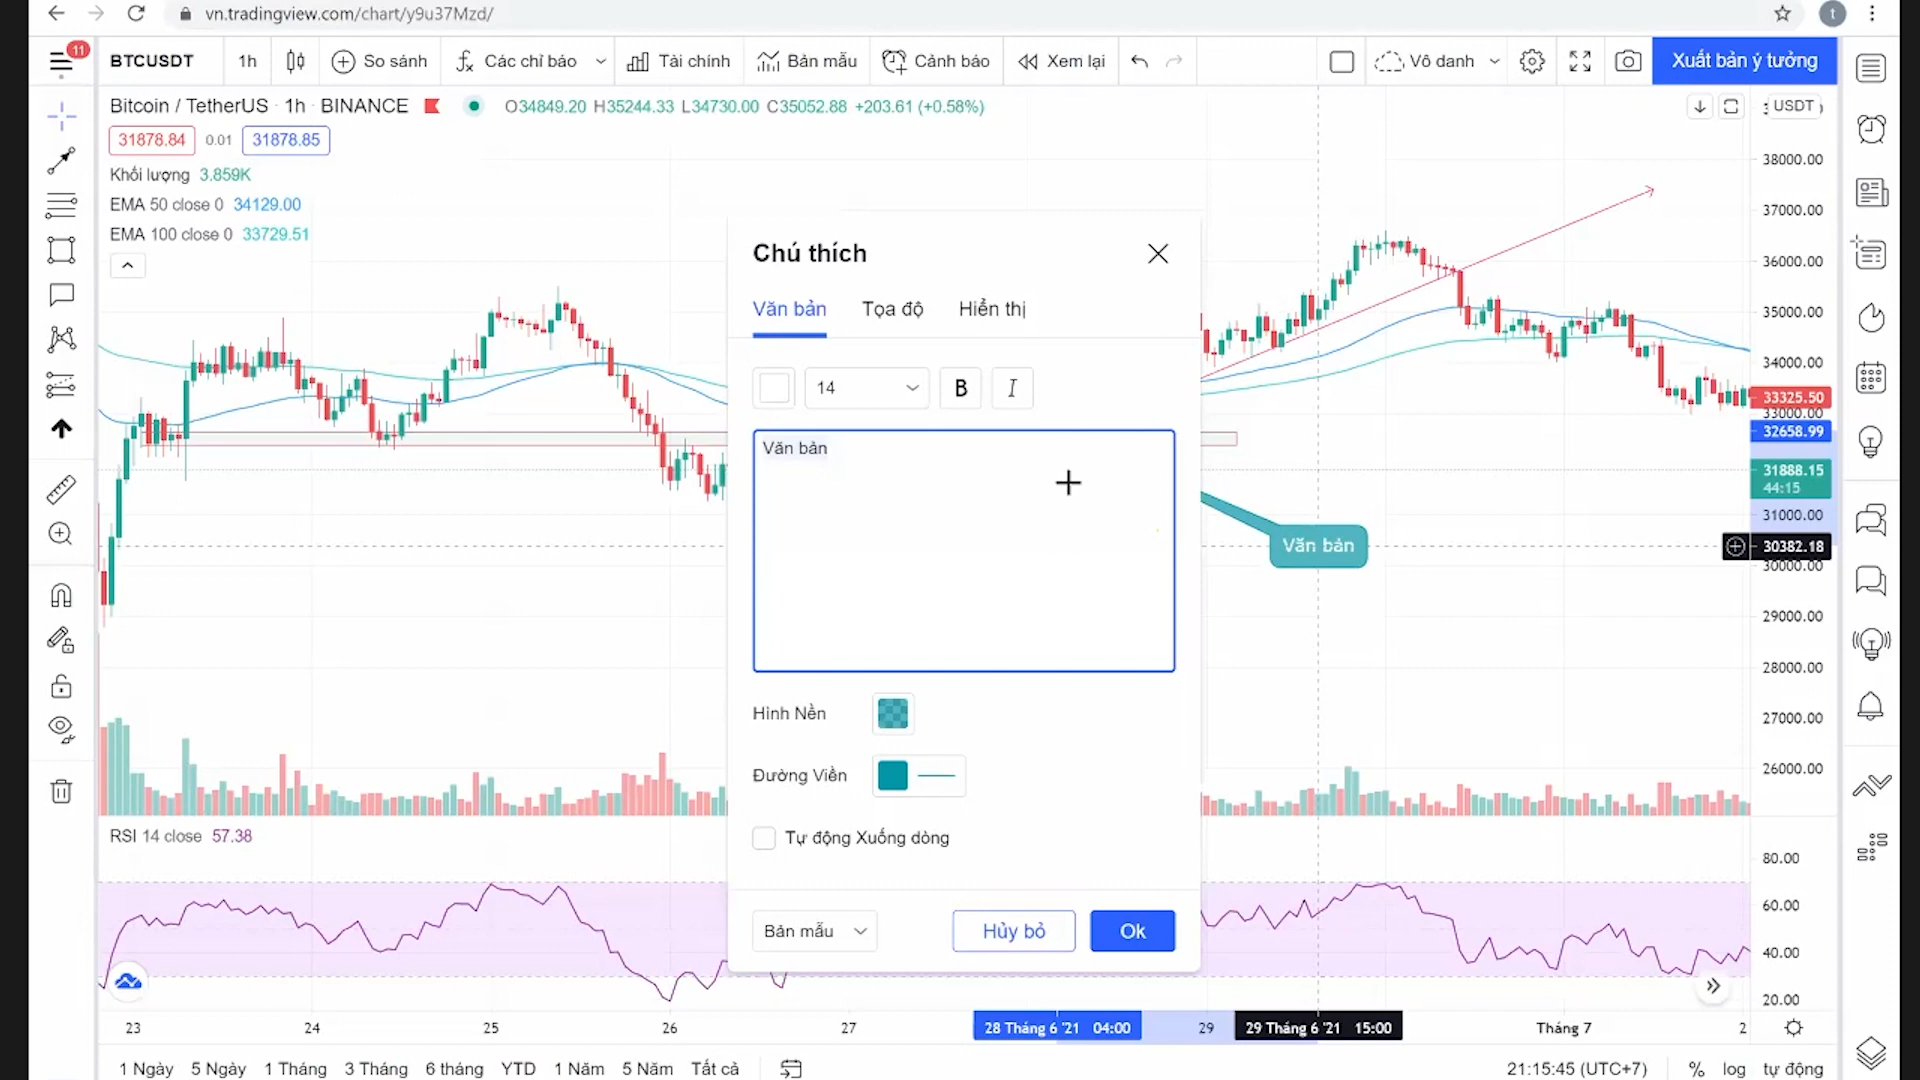 vn.tradingview.com/chart/y9u37Mzd/
11
BTCUSDT
1h
So sánh
Các chỉ báo
Tài chính
Bản mẫu
Cảnh báo
Xem lại
Vô danh
Xuất bản ý tưởng
t
Bitcoin / TetherUS · 1h · BINANCE
O34849.20 H35244.33 L34730.00 C35052.88 +203.61 (+0.58%)
USDT
31878.84
0.01
31878.85
Khối lượng 3.859K
EMA 50 close 0 34129.00
EMA 100 close 0 33729.51
Chú thích
Văn bản
Tọa độ
Hiển thị
14
B
I
Văn bản
Hình Nền
Đường Viền
Tự động Xuống dòng
Bản mẫu
Hủy bỏ
Ok
Văn bản
38000.00
37000.00
36000.00
35000.00
34000.00
33325.50
33000.00
32658.99
31888.15
44:15
31000.00
30382.18
30000.00
29000.00
28000.00
27000.00
26000.00
RSI 14 close 57.38
80.00
60.00
40.00
20.00
23
24
25
26
27
28 Tháng 6 '21 04:00
29
29 Tháng 6 '21 15:00
Tháng 7
2
1 Ngày
5 Ngày
1 Tháng
3 Tháng
6 tháng
YTD
1 Năm
5 Năm
Tất cả
21:15:45 (UTC+7)
%
log
tự động